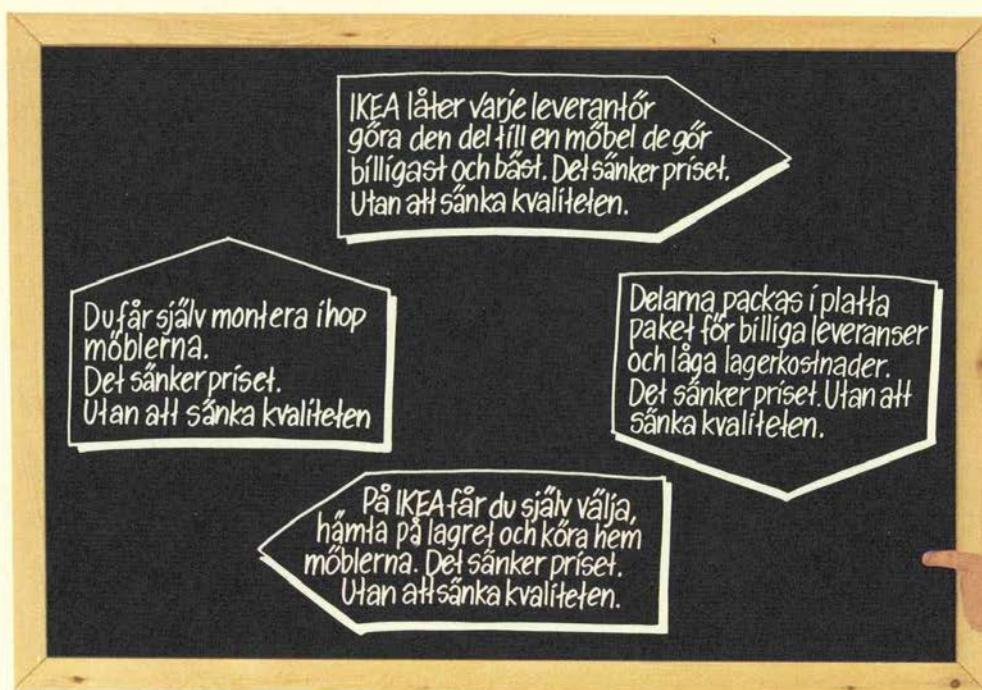 IKEA låter varje leverantör
göra den del till en möbel de gör
billigast och bäst. Det sänker priset.
Utan att sänka kvaliteten.
Delarna packas i platta
paket för billiga leveranser
och låga lagerkostnader.
Det sänker priset. Utan att
sänka kvaliteten.
På IKEA får du själv välja,
hämta på lagret och köra hem
möblerna. Det sänker priset.
Utan att sänka kvaliteten.
Du får själv montera ihop
möblerna.
Det sänker priset.
Utan att sänka kvaliteten